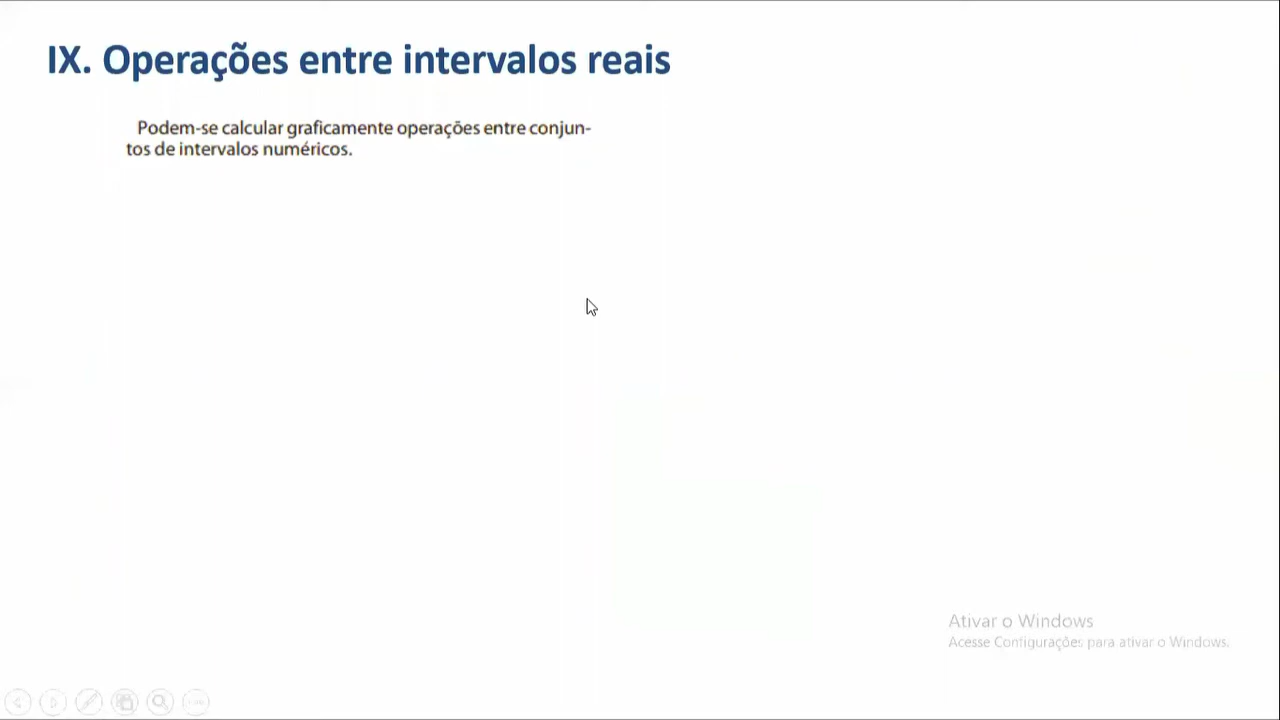 IX. Operações entre intervalos reais
Podem-se calcular graficamente operações entre conjun-
tos de intervalos numéricos.
Ativar o Windows
Acesse Configurações para ativar o Windows.